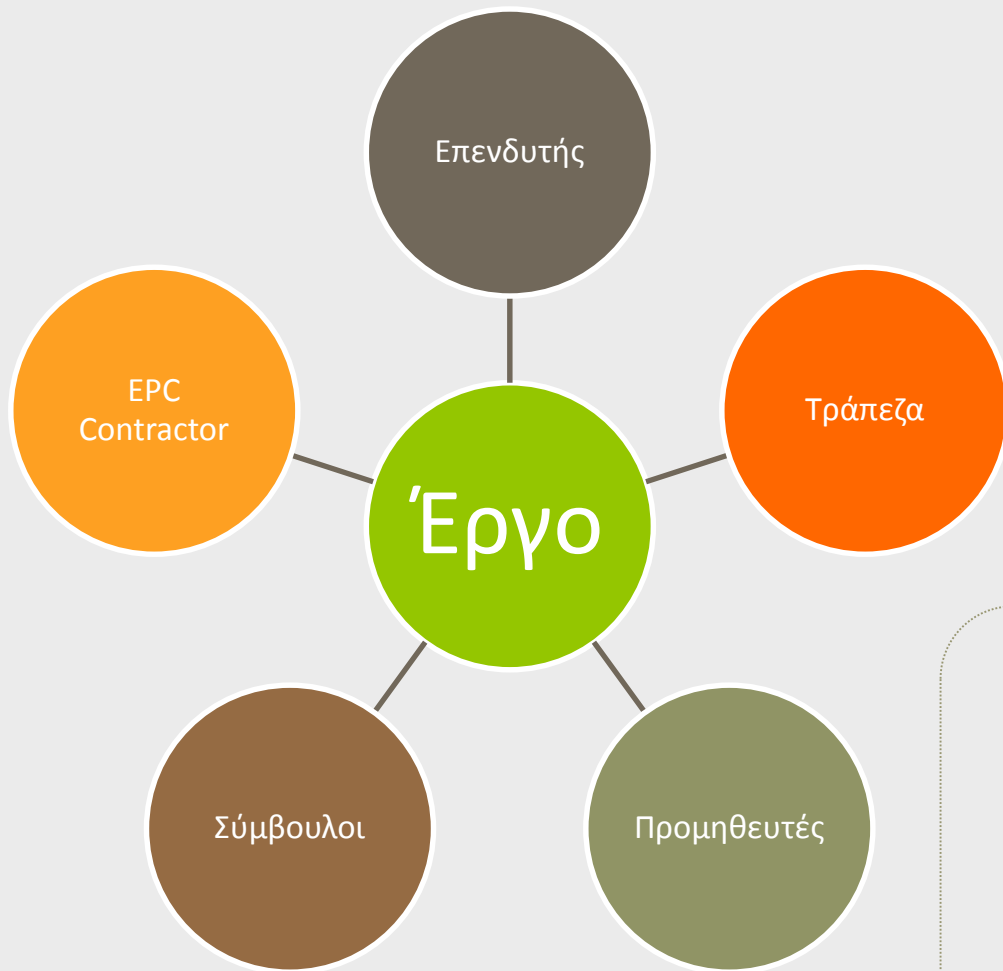 Επενδυτής
EPC
Contractor
Τράπεζα
Έργο
Σύμβουλοι
Προμηθευτές